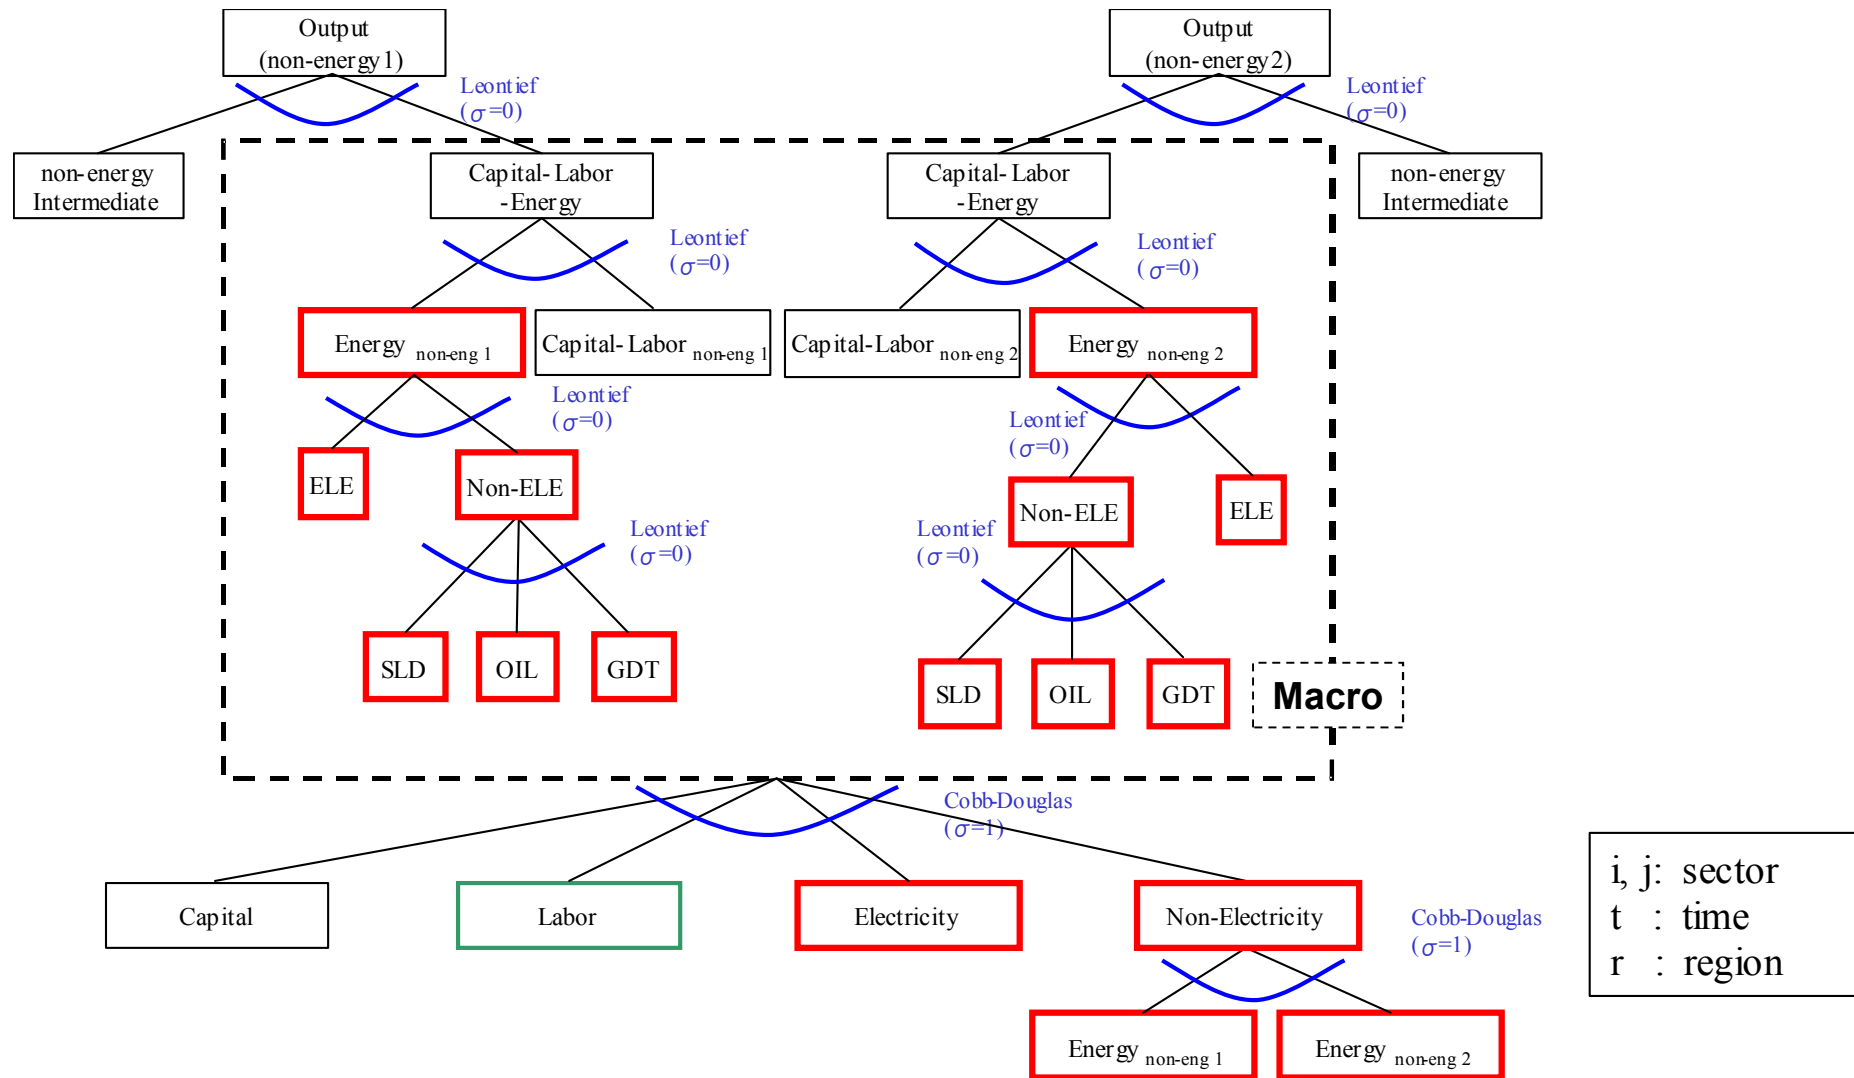 Output
(non-energy1)
Output
(non-energy2)
Leontief
(σ=0)
Leontief
(σ=0)
non-energy
Intermediate
Capital-Labor
-Energy
Capital-Labor
-Energy
non-energy
Intermediate
Leontief
(σ=0)
Leontief
(σ=0)
Energy non-eng 1
Capital-Labor non-eng 1
Capital-Labor non-eng 2
Energy non-eng 2
Leontief
(σ=0)
Leontief
(σ=0)
ELE
Non-ELE
Non-ELE
ELE
Leontief
(σ=0)
Leontief
(σ=0)
SLD
OIL
GDT
SLD
OIL
GDT
Macro
Cobb-Douglas
(σ=1)
Capital
Labor
Electricity
Non-Electricity
Cobb-Douglas
(σ=1)
Energy non-eng 1
Energy non-eng 2
i, j: sector
t : time
r : region